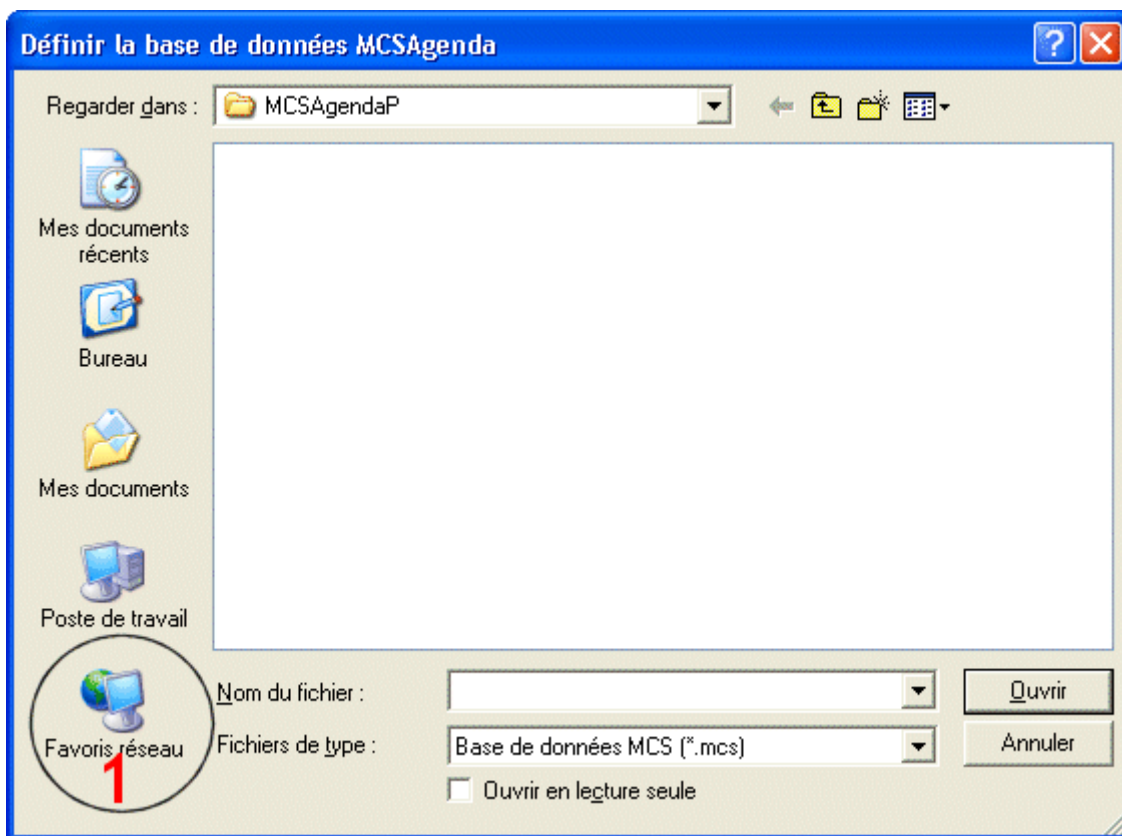 Définir la base de données MCSAgenda
?
Regarder dans :
MCSAgendaP
Mes documents
récents
Bureau
Mes documents
Poste de travail
Favoris réseau
1
Nom du fichier :
Ouvrir
Fichiers de type :
Base de données MCS (*.mcs)
Annuler
Ouvrir en lecture seule